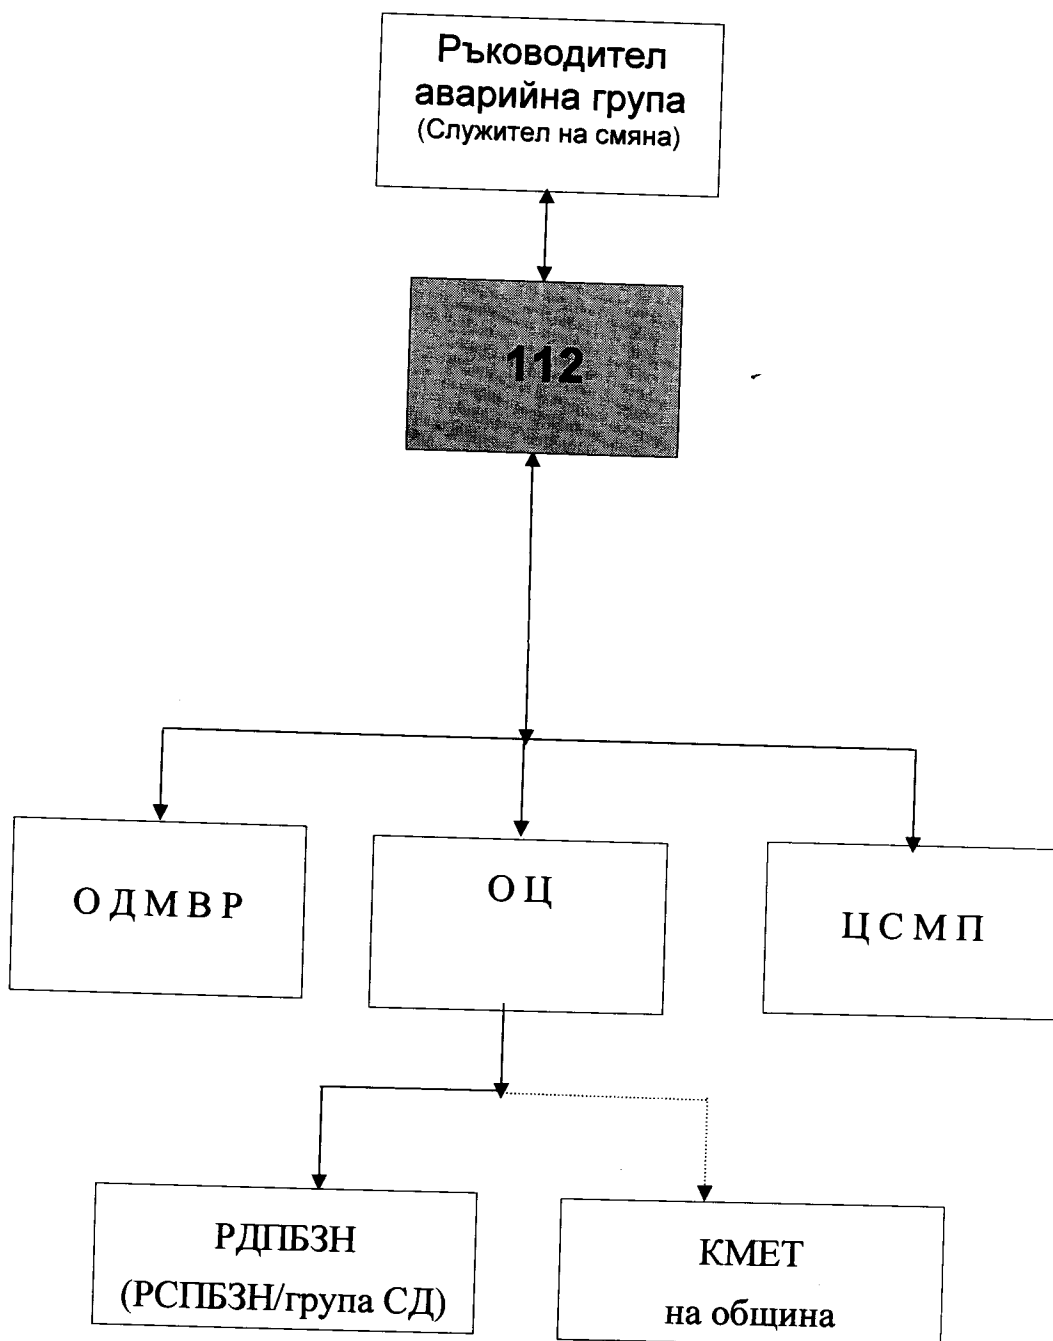 Ръководител
аварийна група
(Служител на смяна)
112
О Д М В Р
О Ц
Ц С М П
РДПБЗН
(РСПБЗН/група СД)
КМЕТ
на община